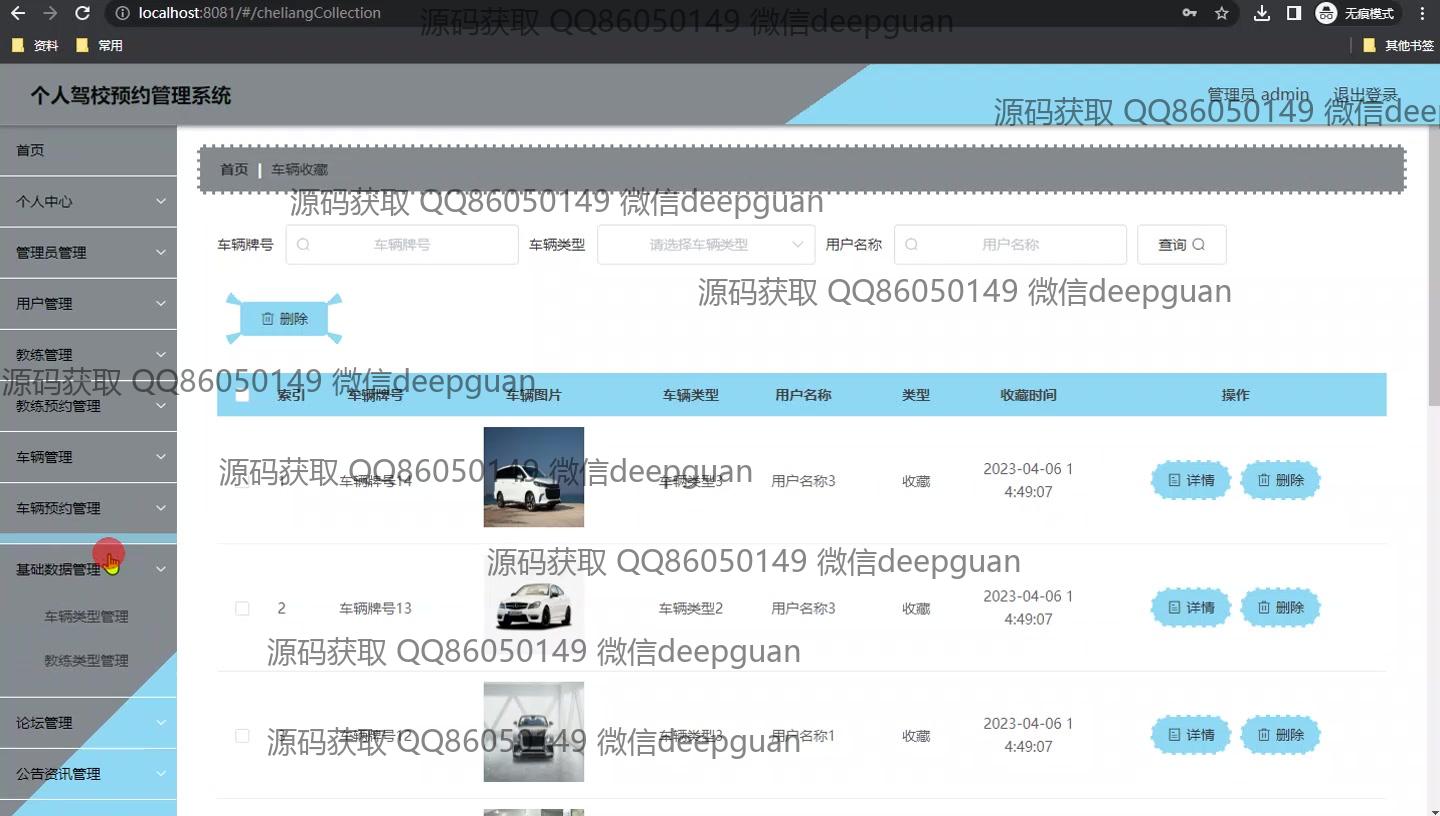 localhost:8081/#/cheliangCollection
无痕模式
资料 常用 其他书签
源码获取 QQ86050149 微信deepguan
个人驾校预约管理系统
管理员 admin 退出登录
源码获取 QQ86050149 微信deep
首页
个人中心
管理员管理
用户管理
教练管理
教练预约管理
车辆管理
车辆预约管理
基础数据管理
车辆类型管理
教练类型管理
论坛管理
公告资讯管理
首页 | 车辆收藏
源码获取 QQ86050149 微信deepguan
车辆牌号 车辆牌号 车辆类型 请选择车辆类型 用户名称 用户名称 查询
源码获取 QQ86050149 微信deepguan
删除
源码获取 QQ86050149 微信deepguan
索引 车辆牌号 车辆图片 车辆类型 用户名称 类型 收藏时间 操作
源码获取 QQ86050149 微信deepguan
1 车辆牌号14 车辆类型3 用户名称3 收藏 2023-04-06 1 详情 删除
4:49:07
源码获取 QQ86050149 微信deepguan
2 车辆牌号13 车辆类型2 用户名称3 收藏 2023-04-06 1 详情 删除
4:49:07
源码获取 QQ86050149 微信deepguan
车辆牌号12 车辆类型3 用户名称1 收藏 2023-04-06 1 详情 删除
4:49:07
源码获取 QQ86050149 微信deepguan